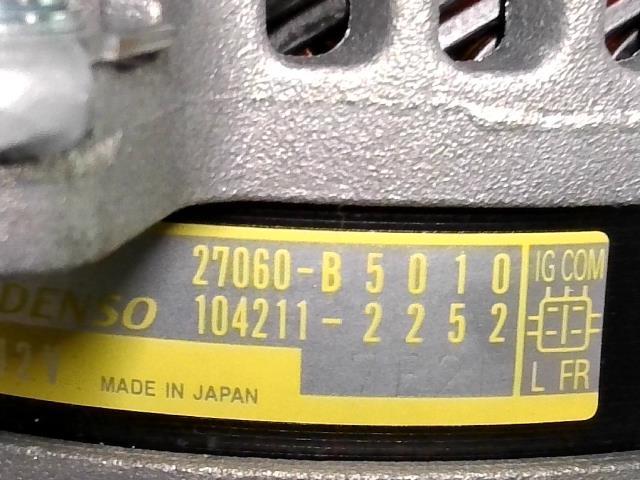 27060-B5010
DENSO 104211-2252
12V
MADE IN JAPAN
IG COM
L FR